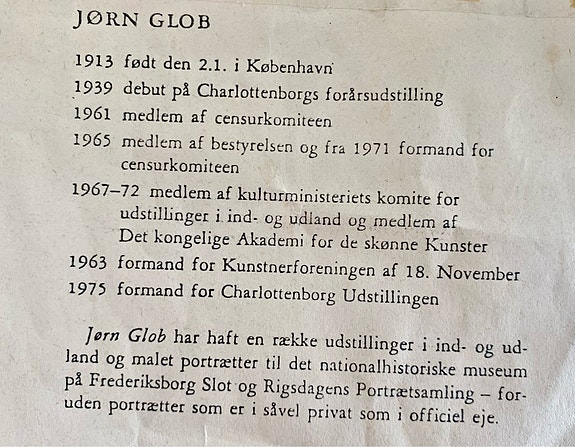 JØRN GLOB
1913 født den 2.1. i København
1939 debut på Charlottenborgs forårsudstilling
1961 medlem af censurkomiteen
1965 medlem af bestyrelsen og fra 1971 formand for
censurkomiteen
1967–72 medlem af kulturministeriets komite for
udstillinger i ind- og udland og medlem af
Det kongelige Akademi for de skønne Kunster
1963 formand for Kunstnerforeningen af 18. November
1975 formand for Charlottenborg Udstillingen
Jørn Glob har haft en række udstillinger i ind- og ud-
land og malet portrætter til det nationalhistoriske museum
på Frederiksborg Slot og Rigsdagens Portrætsamling – for-
uden portrætter som er i såvel privat som i officiel eje.